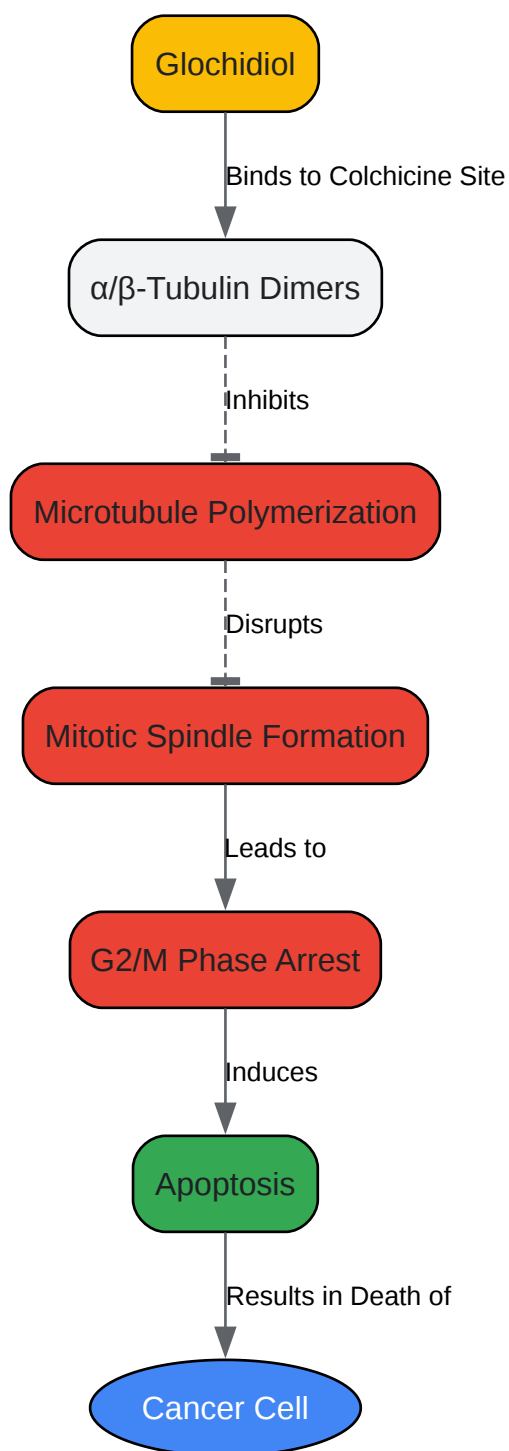 Glochidiol
Binds to Colchicine Site
α/β-Tubulin Dimers
Inhibits
Microtubule Polymerization
Disrupts
Mitotic Spindle Formation
Leads to
G2/M Phase Arrest
Induces
Apoptosis
Results in Death of
Cancer Cell